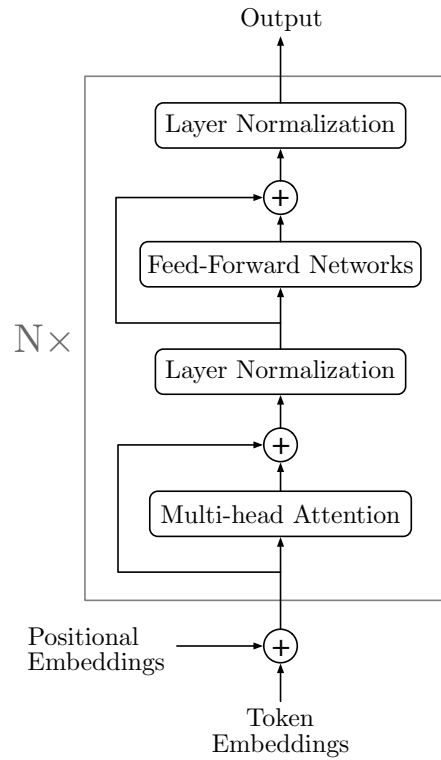 Output
Layer Normalization
+
Feed-Forward Networks
N×
Layer Normalization
+
Multi-head Attention
Positional
Embeddings
+
Token
Embeddings